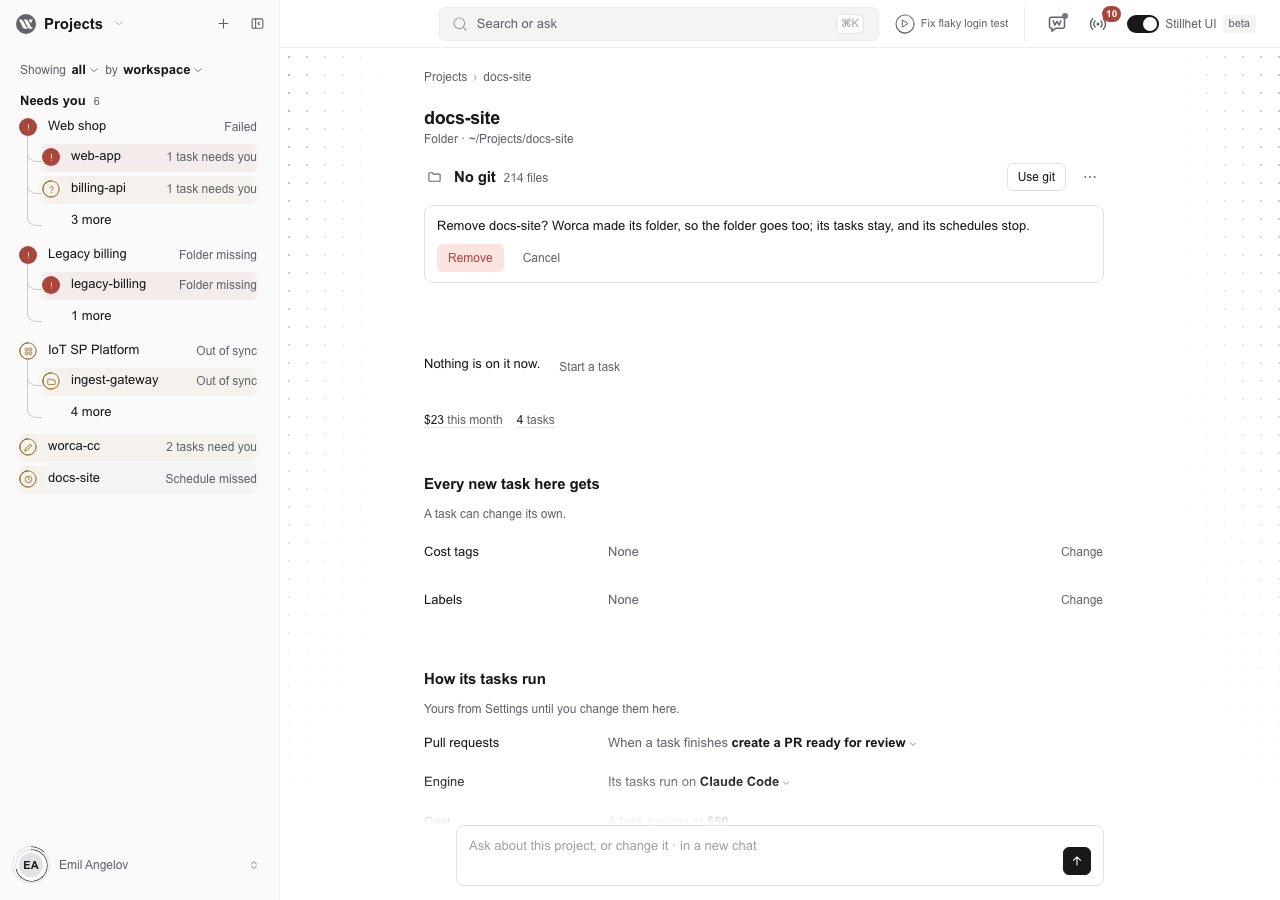 Projects
Search or ask
⌘K
Fix flaky login test
10
Stillhet UI
beta
Showing all by workspace
Needs you 6
Web shop Failed
web-app 1 task needs you
billing-api 1 task needs you
3 more
Legacy billing Folder missing
legacy-billing Folder missing
1 more
IoT SP Platform Out of sync
ingest-gateway Out of sync
4 more
worca-cc 2 tasks need you
docs-site Schedule missed
EA Emil Angelov
Projects › docs-site
docs-site
Folder · ~/Projects/docs-site
No git 214 files
Use git
Remove docs-site? Worca made its folder, so the folder goes too; its tasks stay, and its schedules stop.
Remove Cancel
Nothing is on it now. Start a task
$23 this month 4 tasks
Every new task here gets
A task can change its own.
Cost tags None Change
Labels None Change
How its tasks run
Yours from Settings until you change them here.
Pull requests When a task finishes create a PR ready for review
Engine Its tasks run on Claude Code
Cost A task pauses at $50
Ask about this project, or change it · in a new chat